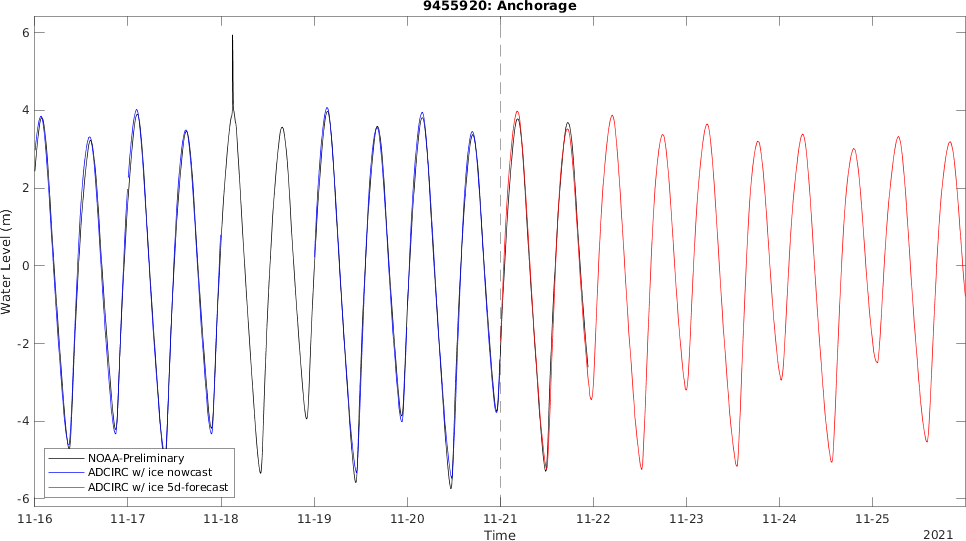 9455920: Anchorage
Water Level (m)
6
4
2
0
-2
-4
-6
NOAA-Preliminary
ADCIRC w/ ice nowcast
ADCIRC w/ ice 5d-forecast
11-16 11-17 11-18 11-19 11-20 11-21 11-22 11-23 11-24 11-25
Time
2021